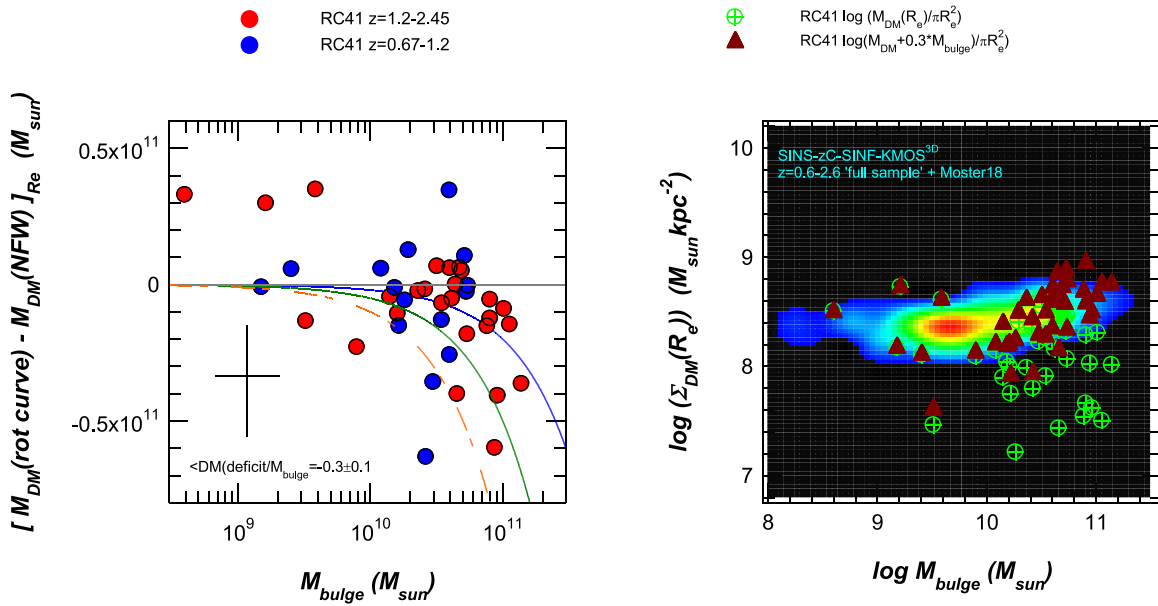 RC41 z=1.2-2.45
RC41 z=0.67-1.2
[ M_DM(rot curve) - M_DM(NFW) ]_Re (M_sun)
0.5x10^11
0
-0.5x10^11
<DM(deficit/M_bulge=-0.3±0.1
10^9
10^10
10^11
M_bulge (M_sun)
RC41 log (M_DM(R_e)/πR_e^2)
RC41 log(M_DM+0.3*M_bulge)/πR_e^2)
log (Σ_DM(R_e)) (M_sun kpc^-2)
10
9
8
7
SINS-zC-SINF-KMOS^3D
z=0.6-2.6 'full sample' + Moster18
8
9
10
11
log M_bulge (M_sun)